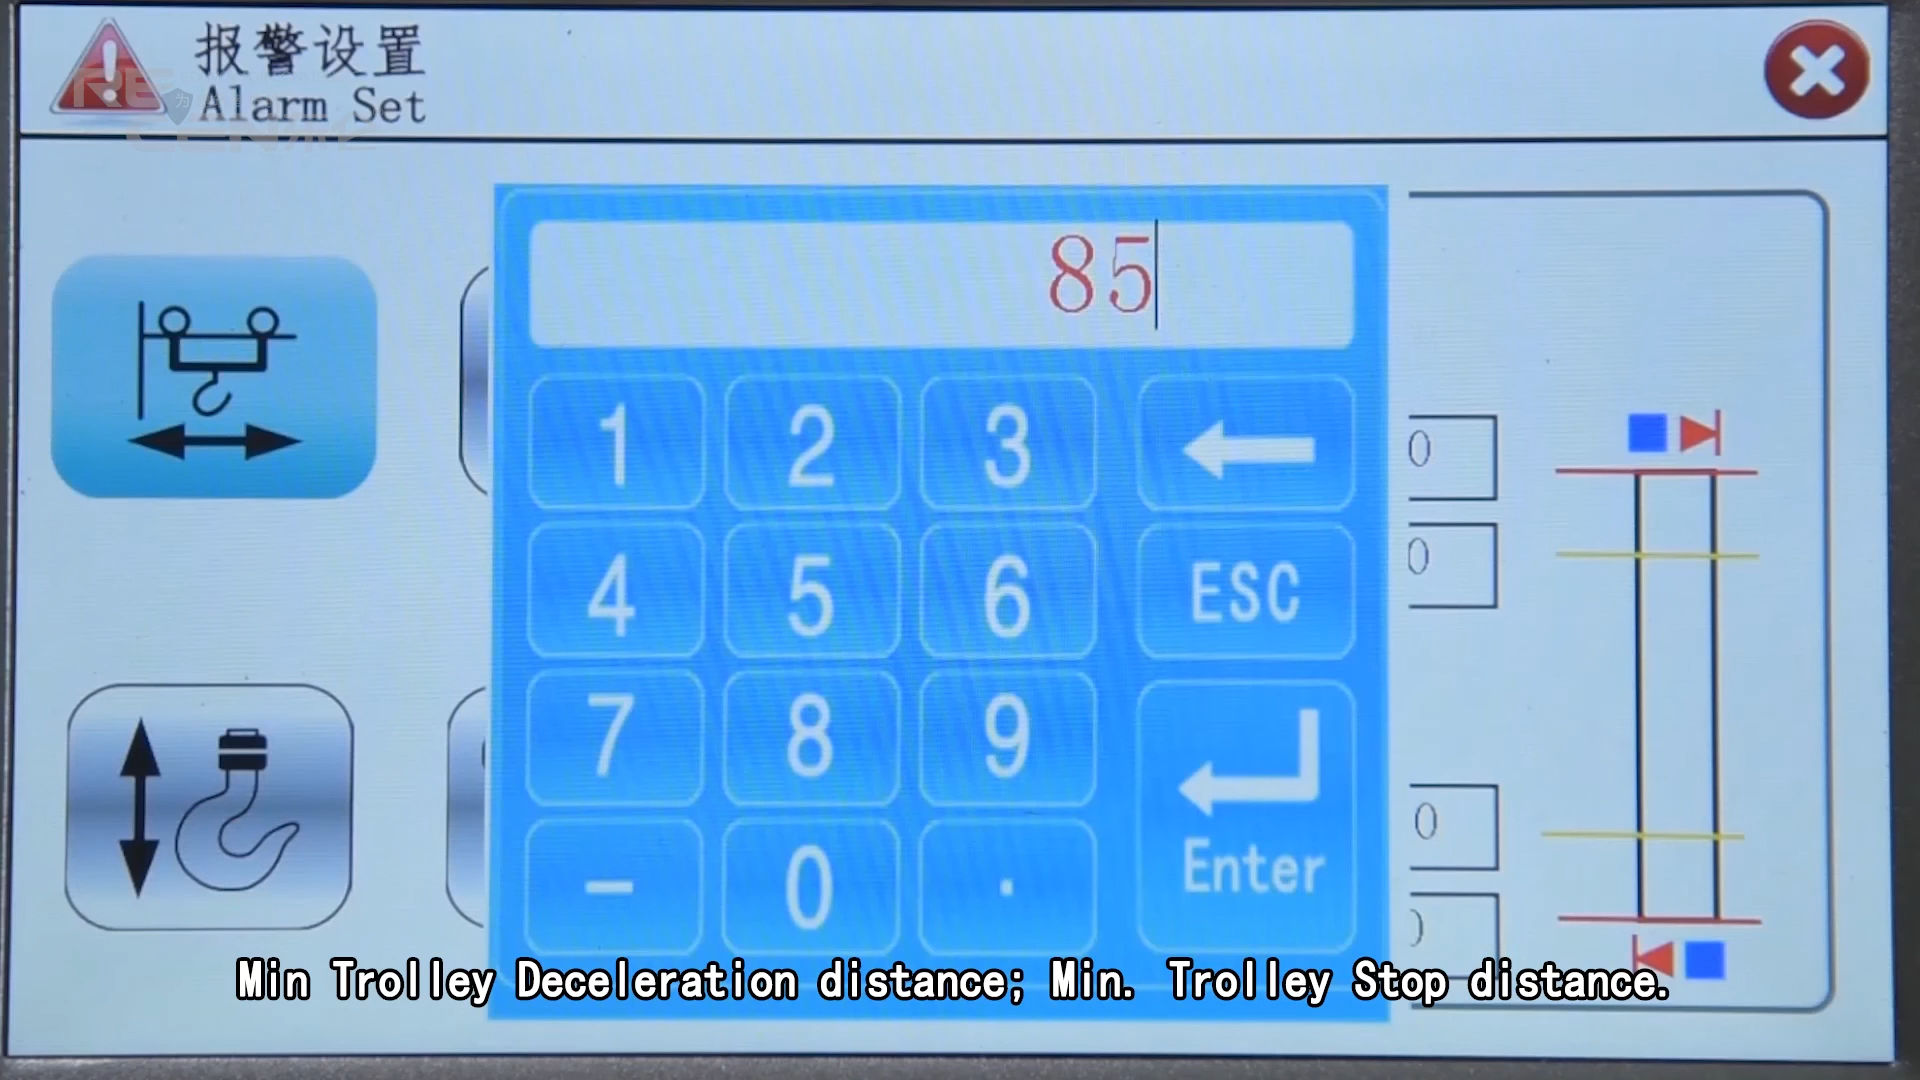 报警设置
Alarm Set
85
1 2 3
4 5 6 ESC
7 8 9
- 0 . Enter
0
0
0
Min Trolley Deceleration distance; Min. Trolley Stop distance.